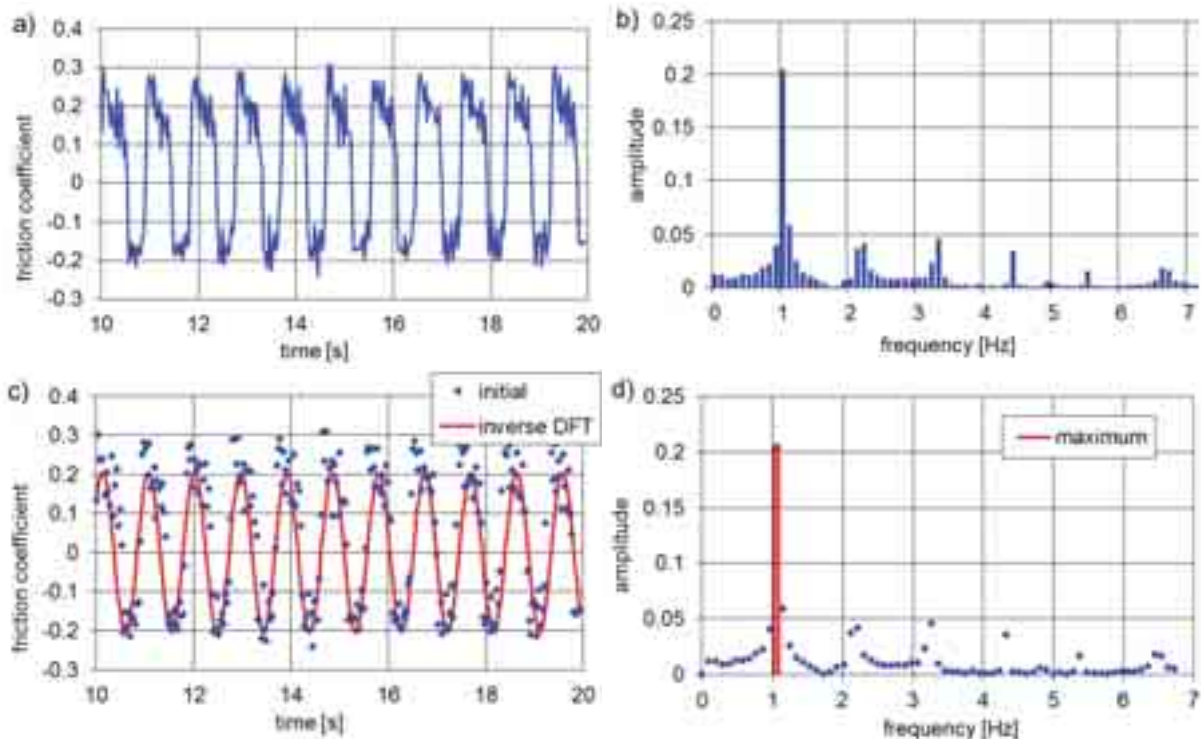 a)
0.4
0.3
0.2
0.1
0
-0.1
-0.2
-0.3
friction coefficient
10 12 14 16 18 20
time [s]
b)
0.25
0.2
0.15
0.1
0.05
0
amplitude
0 1 2 3 4 5 6 7
frequency [Hz]
c)
initial
inverse DFT
0.4
0.3
0.2
0.1
0
-0.1
-0.2
-0.3
friction coefficient
10 12 14 16 18 20
time [s]
d)
maximum
0.25
0.2
0.15
0.1
0.05
0
amplitude
0 1 2 3 4 5 6 7
frequency [Hz]